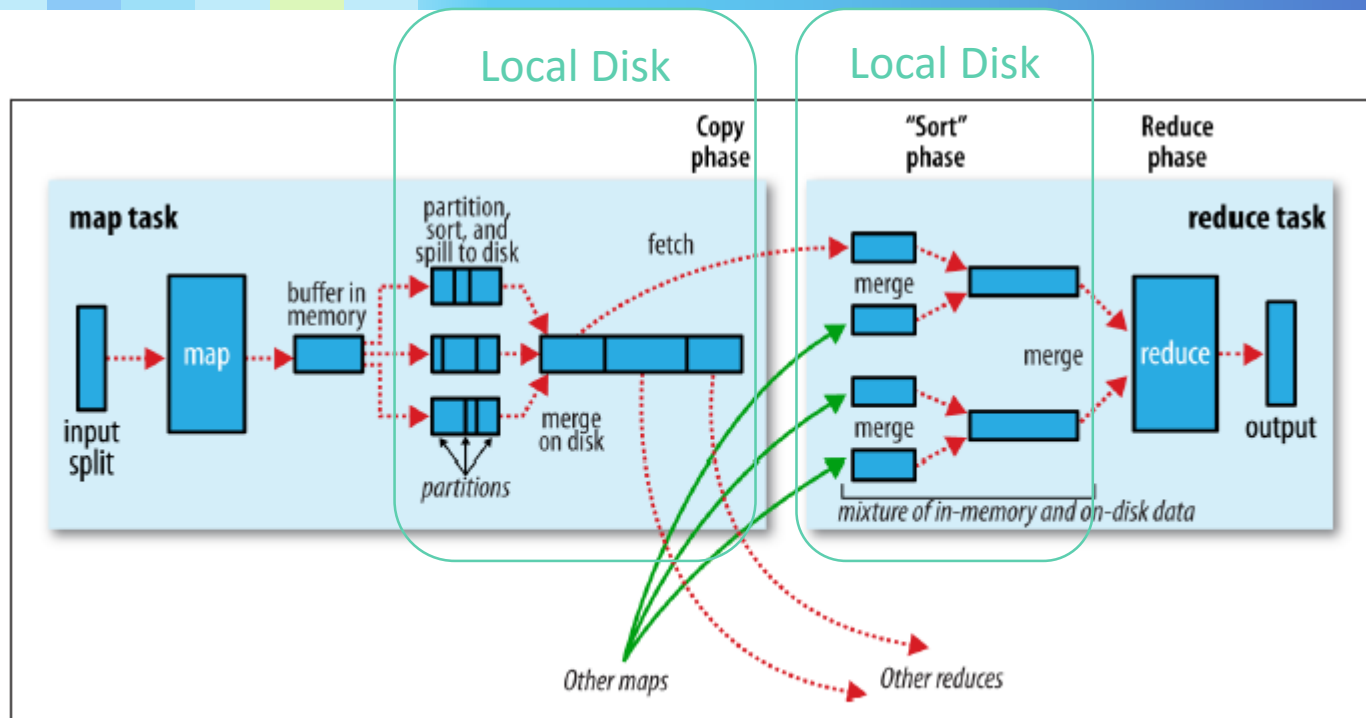 Local Disk
Local Disk
Copy
phase
“Sort”
phase
Reduce
phase
map task
partition,
sort, and
spill to disk
fetch
reduce task
buffer in
memory
map
merge
merge
reduce
input
split
merge
on disk
merge
output
partitions
mixture of in-memory and on-disk data
Other maps
Other reduces